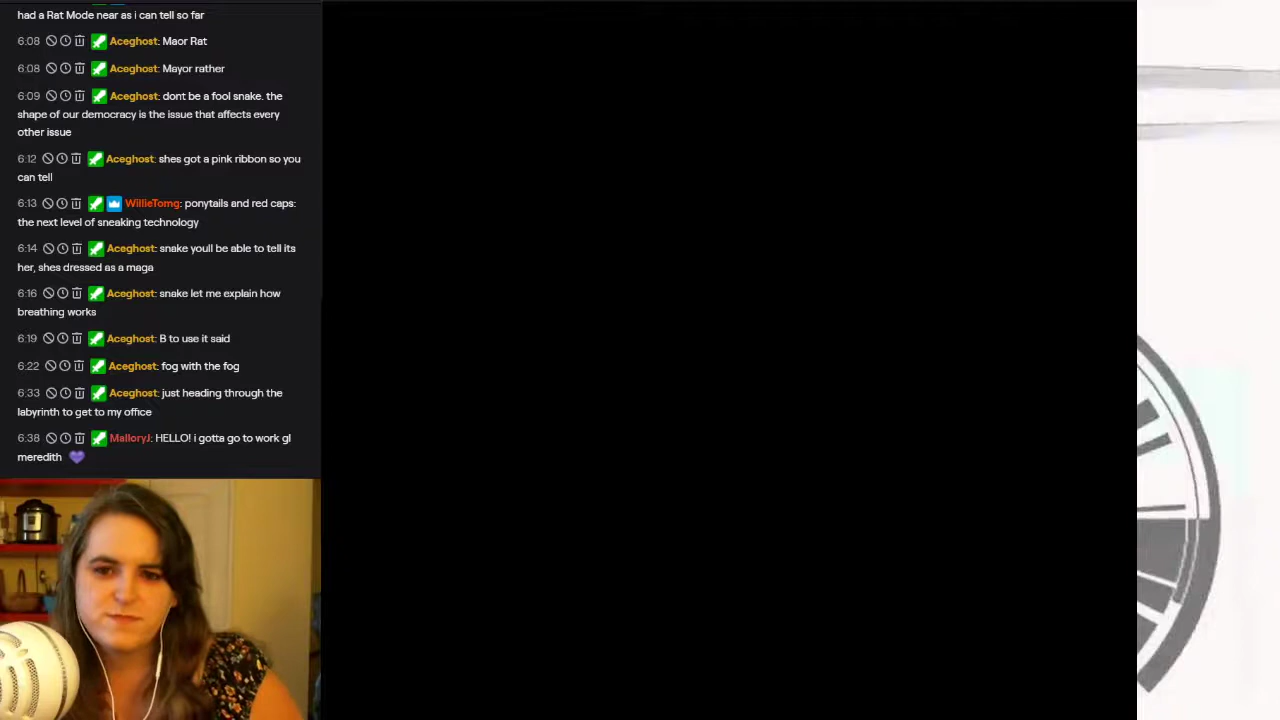 had a Rat Mode near as i can tell so far
6:08 Aceghost: Maor Rat
6:08 Aceghost: Mayor rather
6:09 Aceghost: dont be a fool snake. the
shape of our democracy is the issue that affects every
other issue
6:12 Aceghost: shes got a pink ribbon so you
can tell
6:13 WillieTomg: ponytails and red caps:
the next level of sneaking technology
6:14 Aceghost: snake youll be able to tell its
her, shes dressed as a maga
6:16 Aceghost: snake let me explain how
breathing works
6:19 Aceghost: B to use it said
6:22 Aceghost: fog with the fog
6:33 Aceghost: just heading through the
labyrinth to get to my office
6:38 MalloryJ: HELLO! i gotta go to work gl
meredith